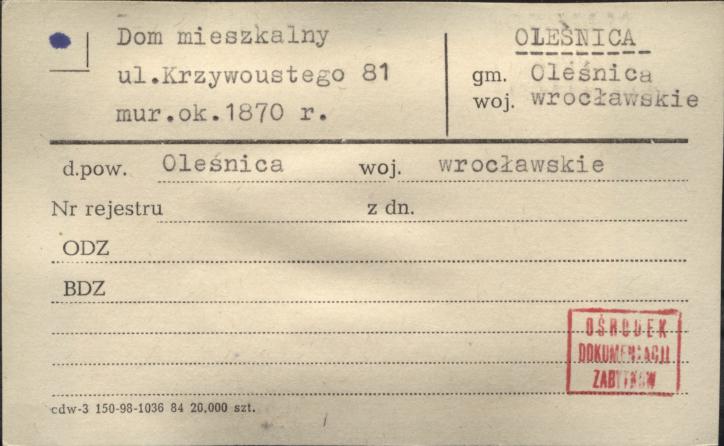 Dom mieszkalny
ul.Krzywoustego 81
mur.ok.1870 r.
OLEŚNICA
gm. Oleśnica
woj. wrocławskie
d.pow. Oleśnica woj. wrocławskie
Nr rejestru z dn.
ODZ
BDZ
OŚRODEK
DOKUMENTACJI
ZABYTKÓW
cdw-3 150-98-1036 84 20,000 szt.